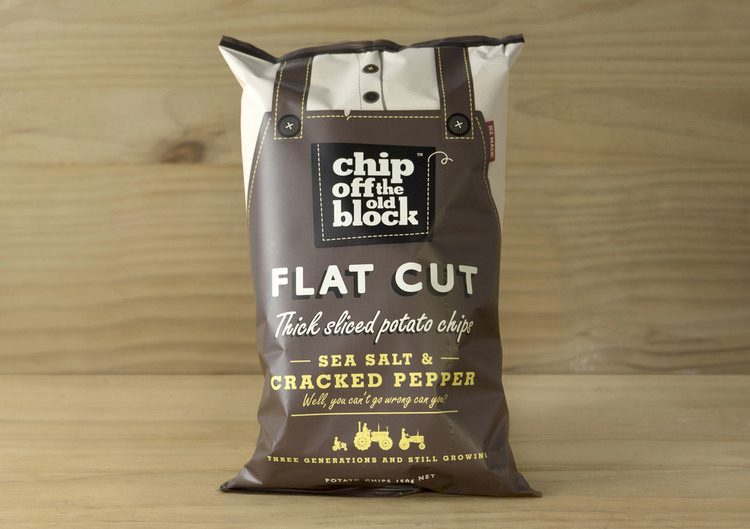 NZ MADE
chip™
off the
old
block
FLAT CUT
Thick sliced potato chips
SEA SALT &
CRACKED PEPPER
Well, you can't go wrong can you?
THREE GENERATIONS AND STILL GROWING
POTATO CHIPS 150G NET